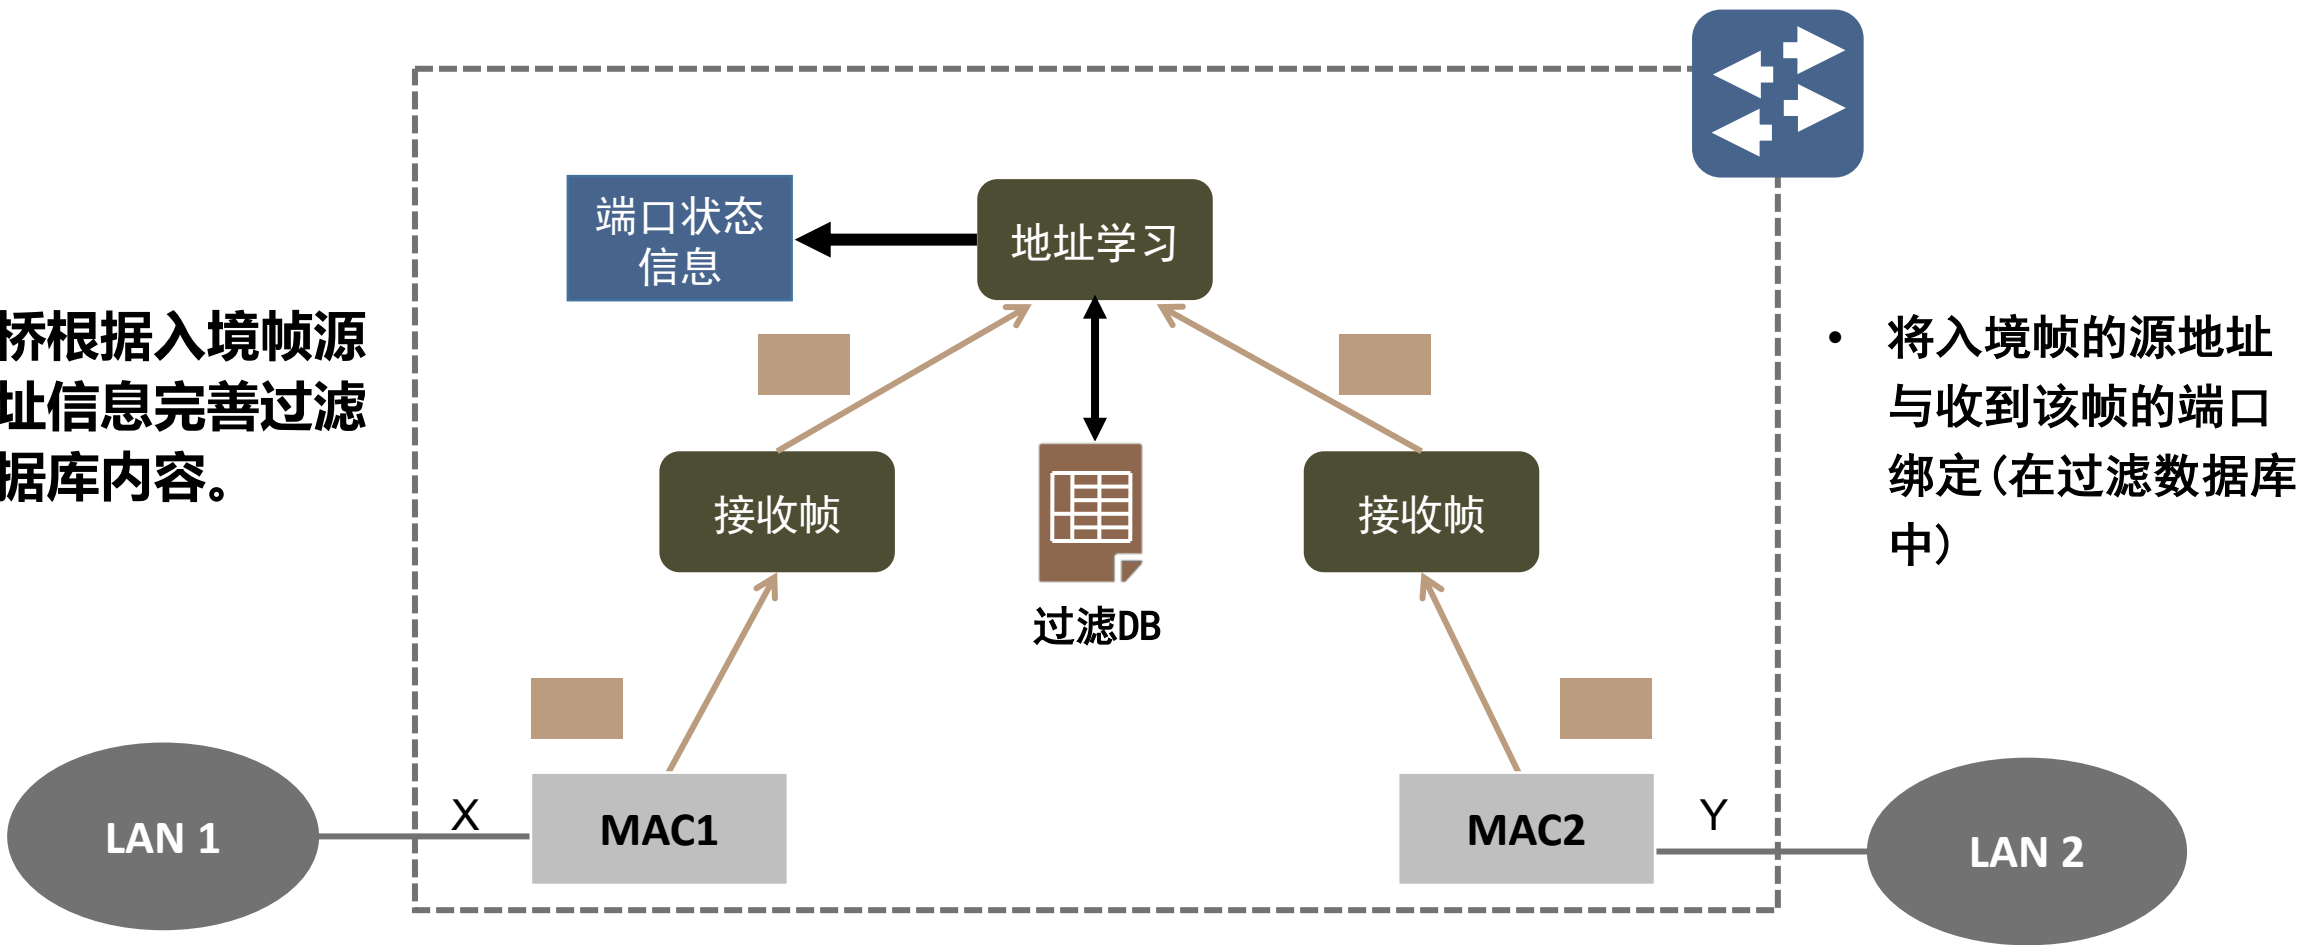 端口状态
信息
地址学习
桥根据入境帧源
址信息完善过滤
据库内容。
• 将入境帧的源地址
与收到该帧的端口
绑定(在过滤数据库
中)
接收帧
接收帧
过滤DB
X
Y
LAN 1
MAC1
MAC2
LAN 2